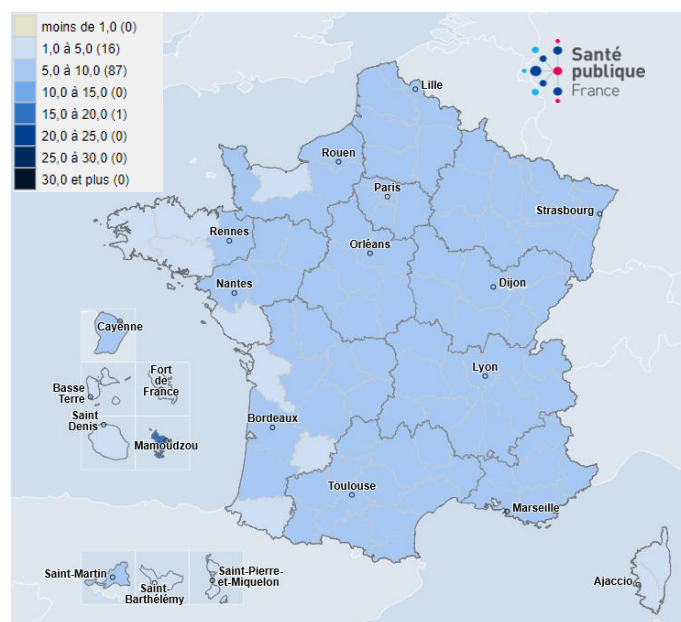 moins de 1,0 (0)
1,0 à 5,0 (16)
5,0 à 10,0 (87)
10,0 à 15,0 (0)
15,0 à 20,0 (1)
20,0 à 25,0 (0)
25,0 à 30,0 (0)
30,0 et plus (0)
Santé
publique
France
Lille
Rouen
Paris
Strasbourg
Rennes
Orléans
Nantes
Dijon
Cayenne
Lyon
Basse
Terre
Fort
de
France
Saint
Denis
Mamoudzou
Bordeaux
Toulouse
Marseille
Saint-Martin
Saint-
Barthélémy
Saint-Pierre-
et-Miquelon
Ajaccio